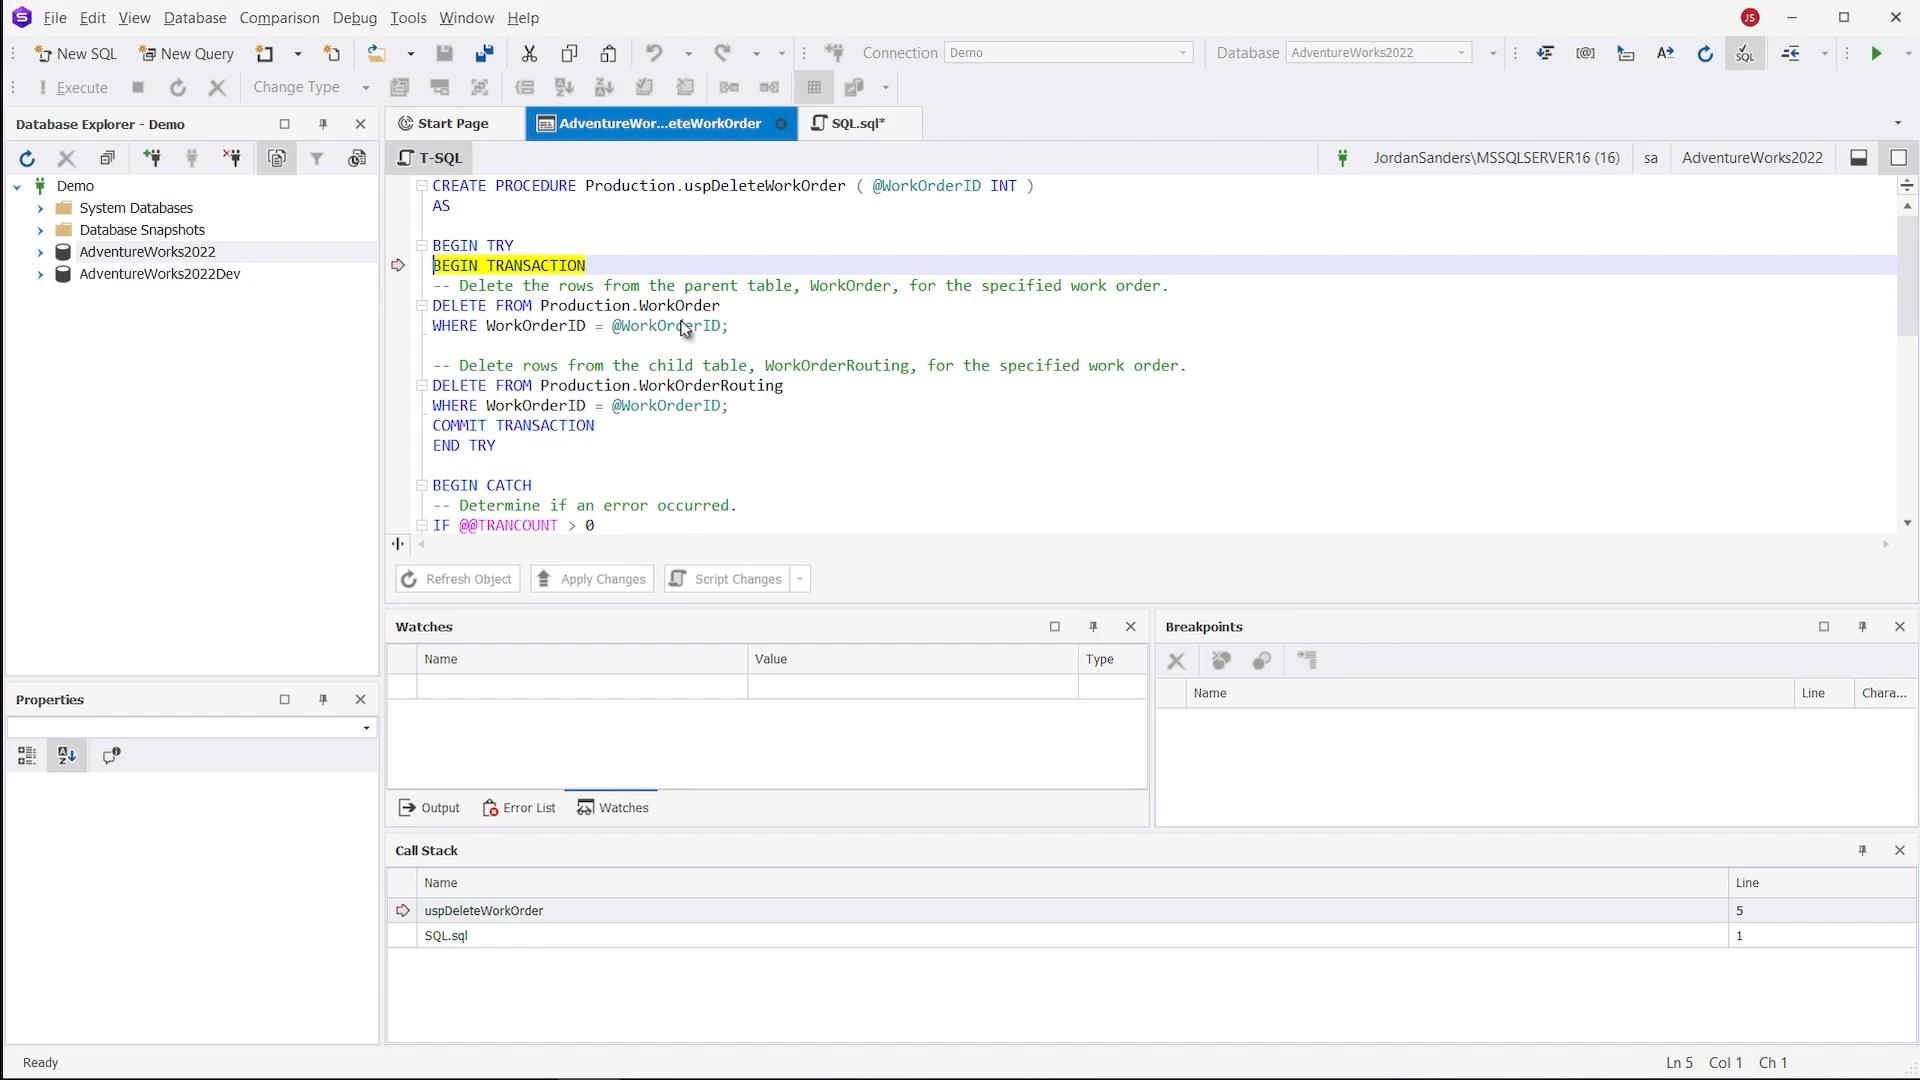 File Edit View Database Comparison Debug Tools Window Help JS
New SQL New Query Connection Demo Database AdventureWorks2022
Execute Change Type
Database Explorer - Demo
Demo
System Databases
Database Snapshots
AdventureWorks2022
AdventureWorks2022Dev
Properties
Start Page AdventureWor...eteWorkOrder SQL.sql*
T-SQL JordanSanders\MSSQLSERVER16 (16) sa AdventureWorks2022
CREATE PROCEDURE Production.uspDeleteWorkOrder ( @WorkOrderID INT )
AS
BEGIN TRY
BEGIN TRANSACTION
-- Delete the rows from the parent table, WorkOrder, for the specified work order.
DELETE FROM Production.WorkOrder
WHERE WorkOrderID = @WorkOrderID;
-- Delete rows from the child table, WorkOrderRouting, for the specified work order.
DELETE FROM Production.WorkOrderRouting
WHERE WorkOrderID = @WorkOrderID;
COMMIT TRANSACTION
END TRY
BEGIN CATCH
-- Determine if an error occurred.
IF @@TRANCOUNT > 0
Refresh Object Apply Changes Script Changes
Watches
Name Value Type
Output Error List Watches
Breakpoints
Name Line Chara...
Call Stack
Name Line
uspDeleteWorkOrder 5
SQL.sql 1
Ready Ln 5 Col 1 Ch 1